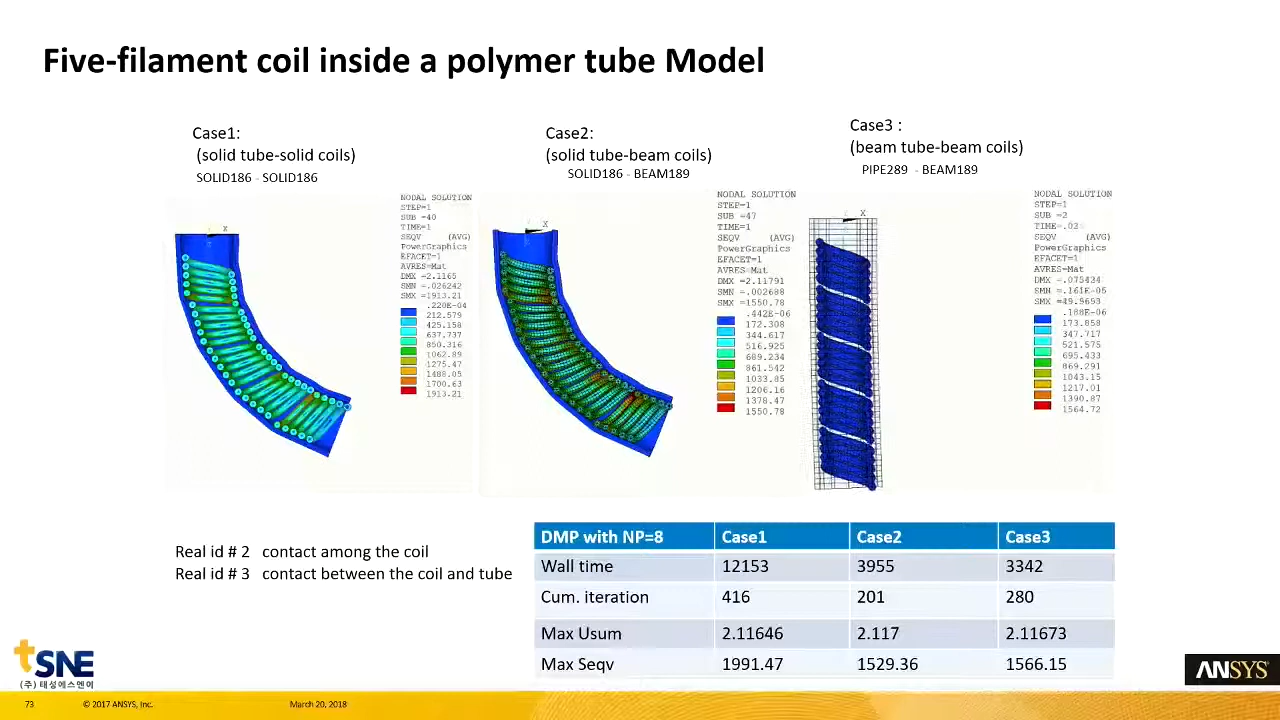 Five-filament coil inside a polymer tube Model
Case1:
(solid tube-solid coils)
SOLID186 - SOLID186
Case2:
(solid tube-beam coils)
SOLID186 - BEAM189
Case3 :
(beam tube-beam coils)
PIPE289 - BEAM189
X
NODAL SOLUTION
STEP=1
SUB =40
TIME=1
SEQV (AVG)
PowerGraphics
EFACET=1
AVRES=Mat
DMX =2.1165
SMN =.026242
SMX =1913.21
.220E-04
212.579
425.158
637.737
850.316
1062.89
1275.47
1488.05
1700.63
1913.21
X
NODAL SOLUTION
STEP=1
SUB =47
TIME=1
SEQV (AVG)
PowerGraphics
EFACET=1
AVRES=Mat
DMX =2.11791
SMN =.002688
SMX =1550.78
.442E-06
172.308
344.617
516.925
689.234
861.542
1033.85
1206.16
1378.47
1550.78
X
NODAL SOLUTION
STEP=1
SUB =2
SEQV (AVG)
PowerGraphics
EFACET=1
AVRES=Mat
DMX =.075434
SMN =.161E-05
SMX =49.9653
.188E-06
173.858
347.717
521.575
695.433
869.291
1043.15
1217.01
1390.87
1564.72
Real id # 2 contact among the coil
Real id # 3 contact between the coil and tube
DMP with NP=8 Case1 Case2 Case3
Wall time 12153 3955 3342
Cum. iteration 416 201 280
Max Usum 2.11646 2.117 2.11673
Max Seqv 1991.47 1529.36 1566.15
tSNE
(주) 태성에스엔이
ANSYS
73 © 2017 ANSYS, Inc. March 20, 2018